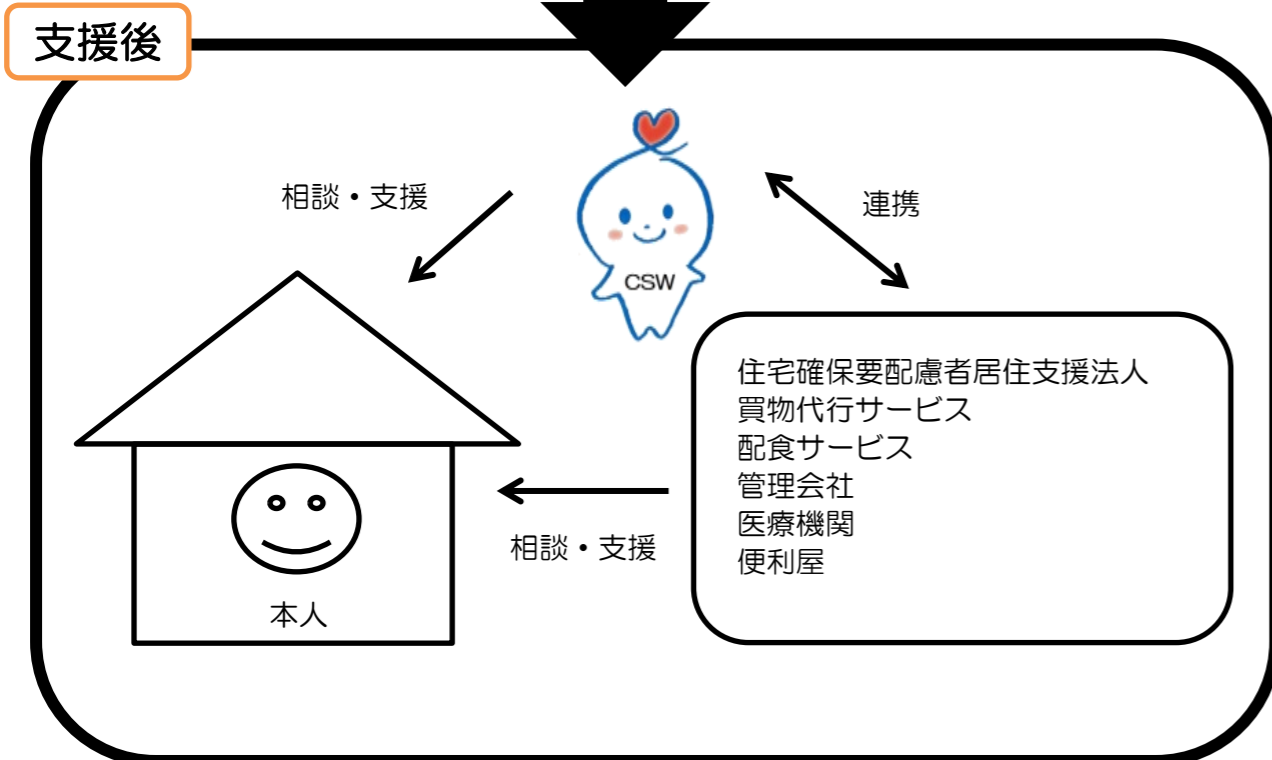 支援後
相談・支援
連携
CSW
住宅確保要配慮者居住支援法人
買物代行サービス
配食サービス
管理会社
医療機関
便利屋
相談・支援
本人